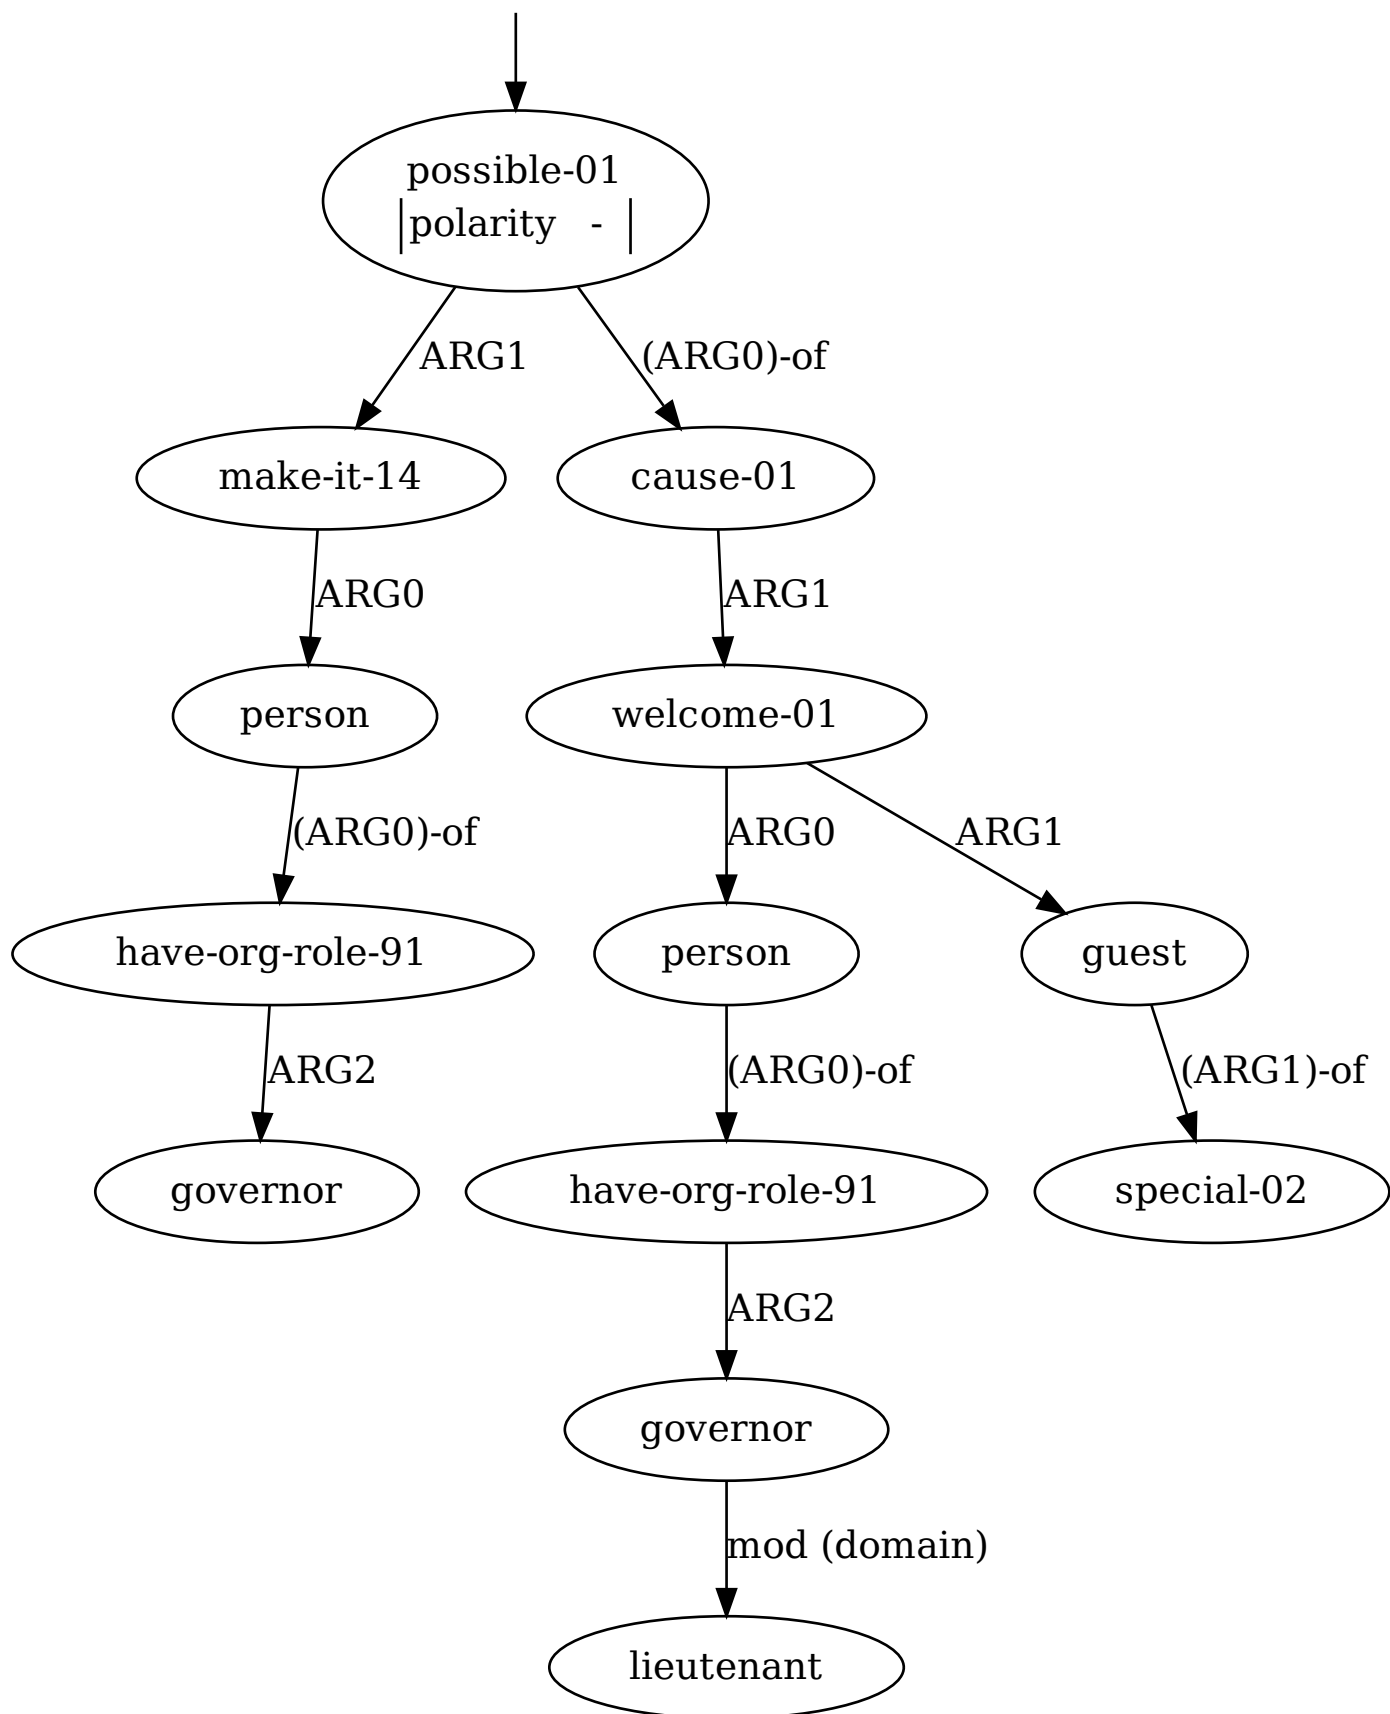 possible-01
|polarity - |
ARG1
(ARG0)-of
make-it-14
cause-01
ARG0
ARG1
person
welcome-01
(ARG0)-of
ARG0
ARG1
have-org-role-91
person
guest
ARG2
(ARG0)-of
(ARG1)-of
governor
have-org-role-91
special-02
ARG2
governor
mod (domain)
lieutenant